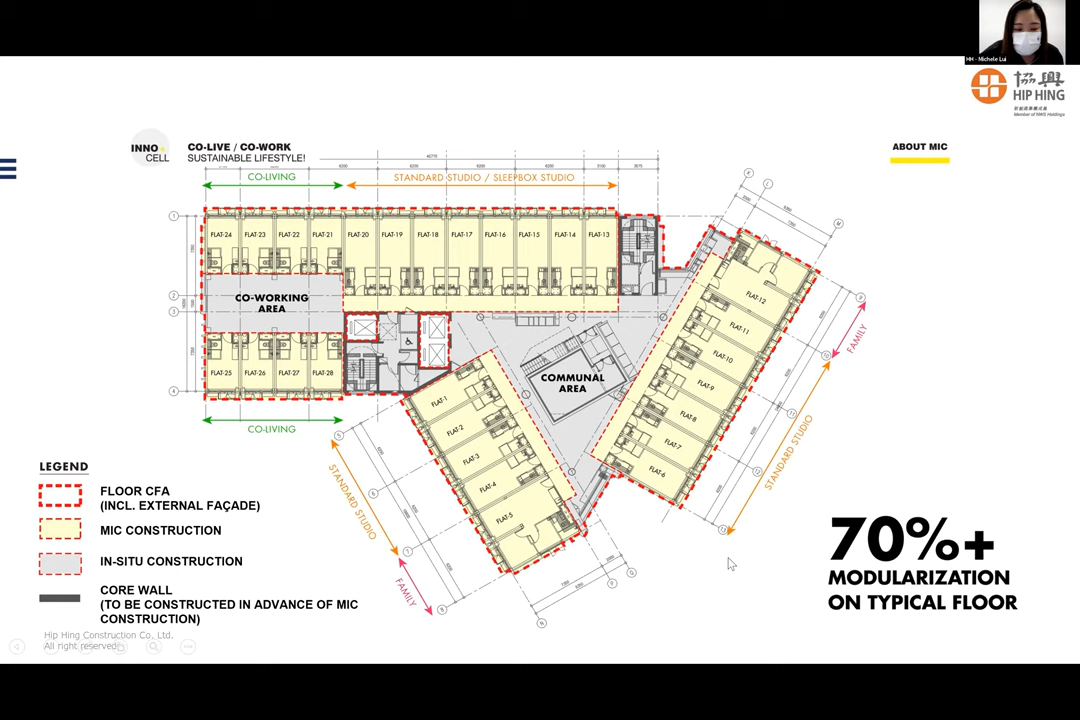 HH - Michele Lui
協興
HIP HING
Member of NWS Holdings
INNO
CELL
CO-LIVE / CO-WORK
SUSTAINABLE LIFESTYLE!
ABOUT MIC
CO-LIVING
STANDARD STUDIO / SLEEPBOX STUDIO
FLAT-24 FLAT-23 FLAT-22 FLAT-21 FLAT-20 FLAT-19 FLAT-18 FLAT-17 FLAT-16 FLAT-15 FLAT-14 FLAT-13
CO-WORKING
AREA
FLAT-25 FLAT-26 FLAT-27 FLAT-28
CO-LIVING
COMMUNAL
AREA
FLAT-12
FLAT-11
FLAT-10
FLAT-9
FLAT-8
FLAT-7
FLAT-6
FAMILY
STANDARD STUDIO
FLAT-1
FLAT-2
FLAT-3
FLAT-4
FLAT-5
STANDARD STUDIO
FAMILY
LEGEND
FLOOR CFA
(INCL. EXTERNAL FAÇADE)
MIC CONSTRUCTION
IN-SITU CONSTRUCTION
CORE WALL
(TO BE CONSTRUCTED IN ADVANCE OF MIC
CONSTRUCTION)
70%+
MODULARIZATION
ON TYPICAL FLOOR
Hip Hing Construction Co, Ltd.
All right reserved